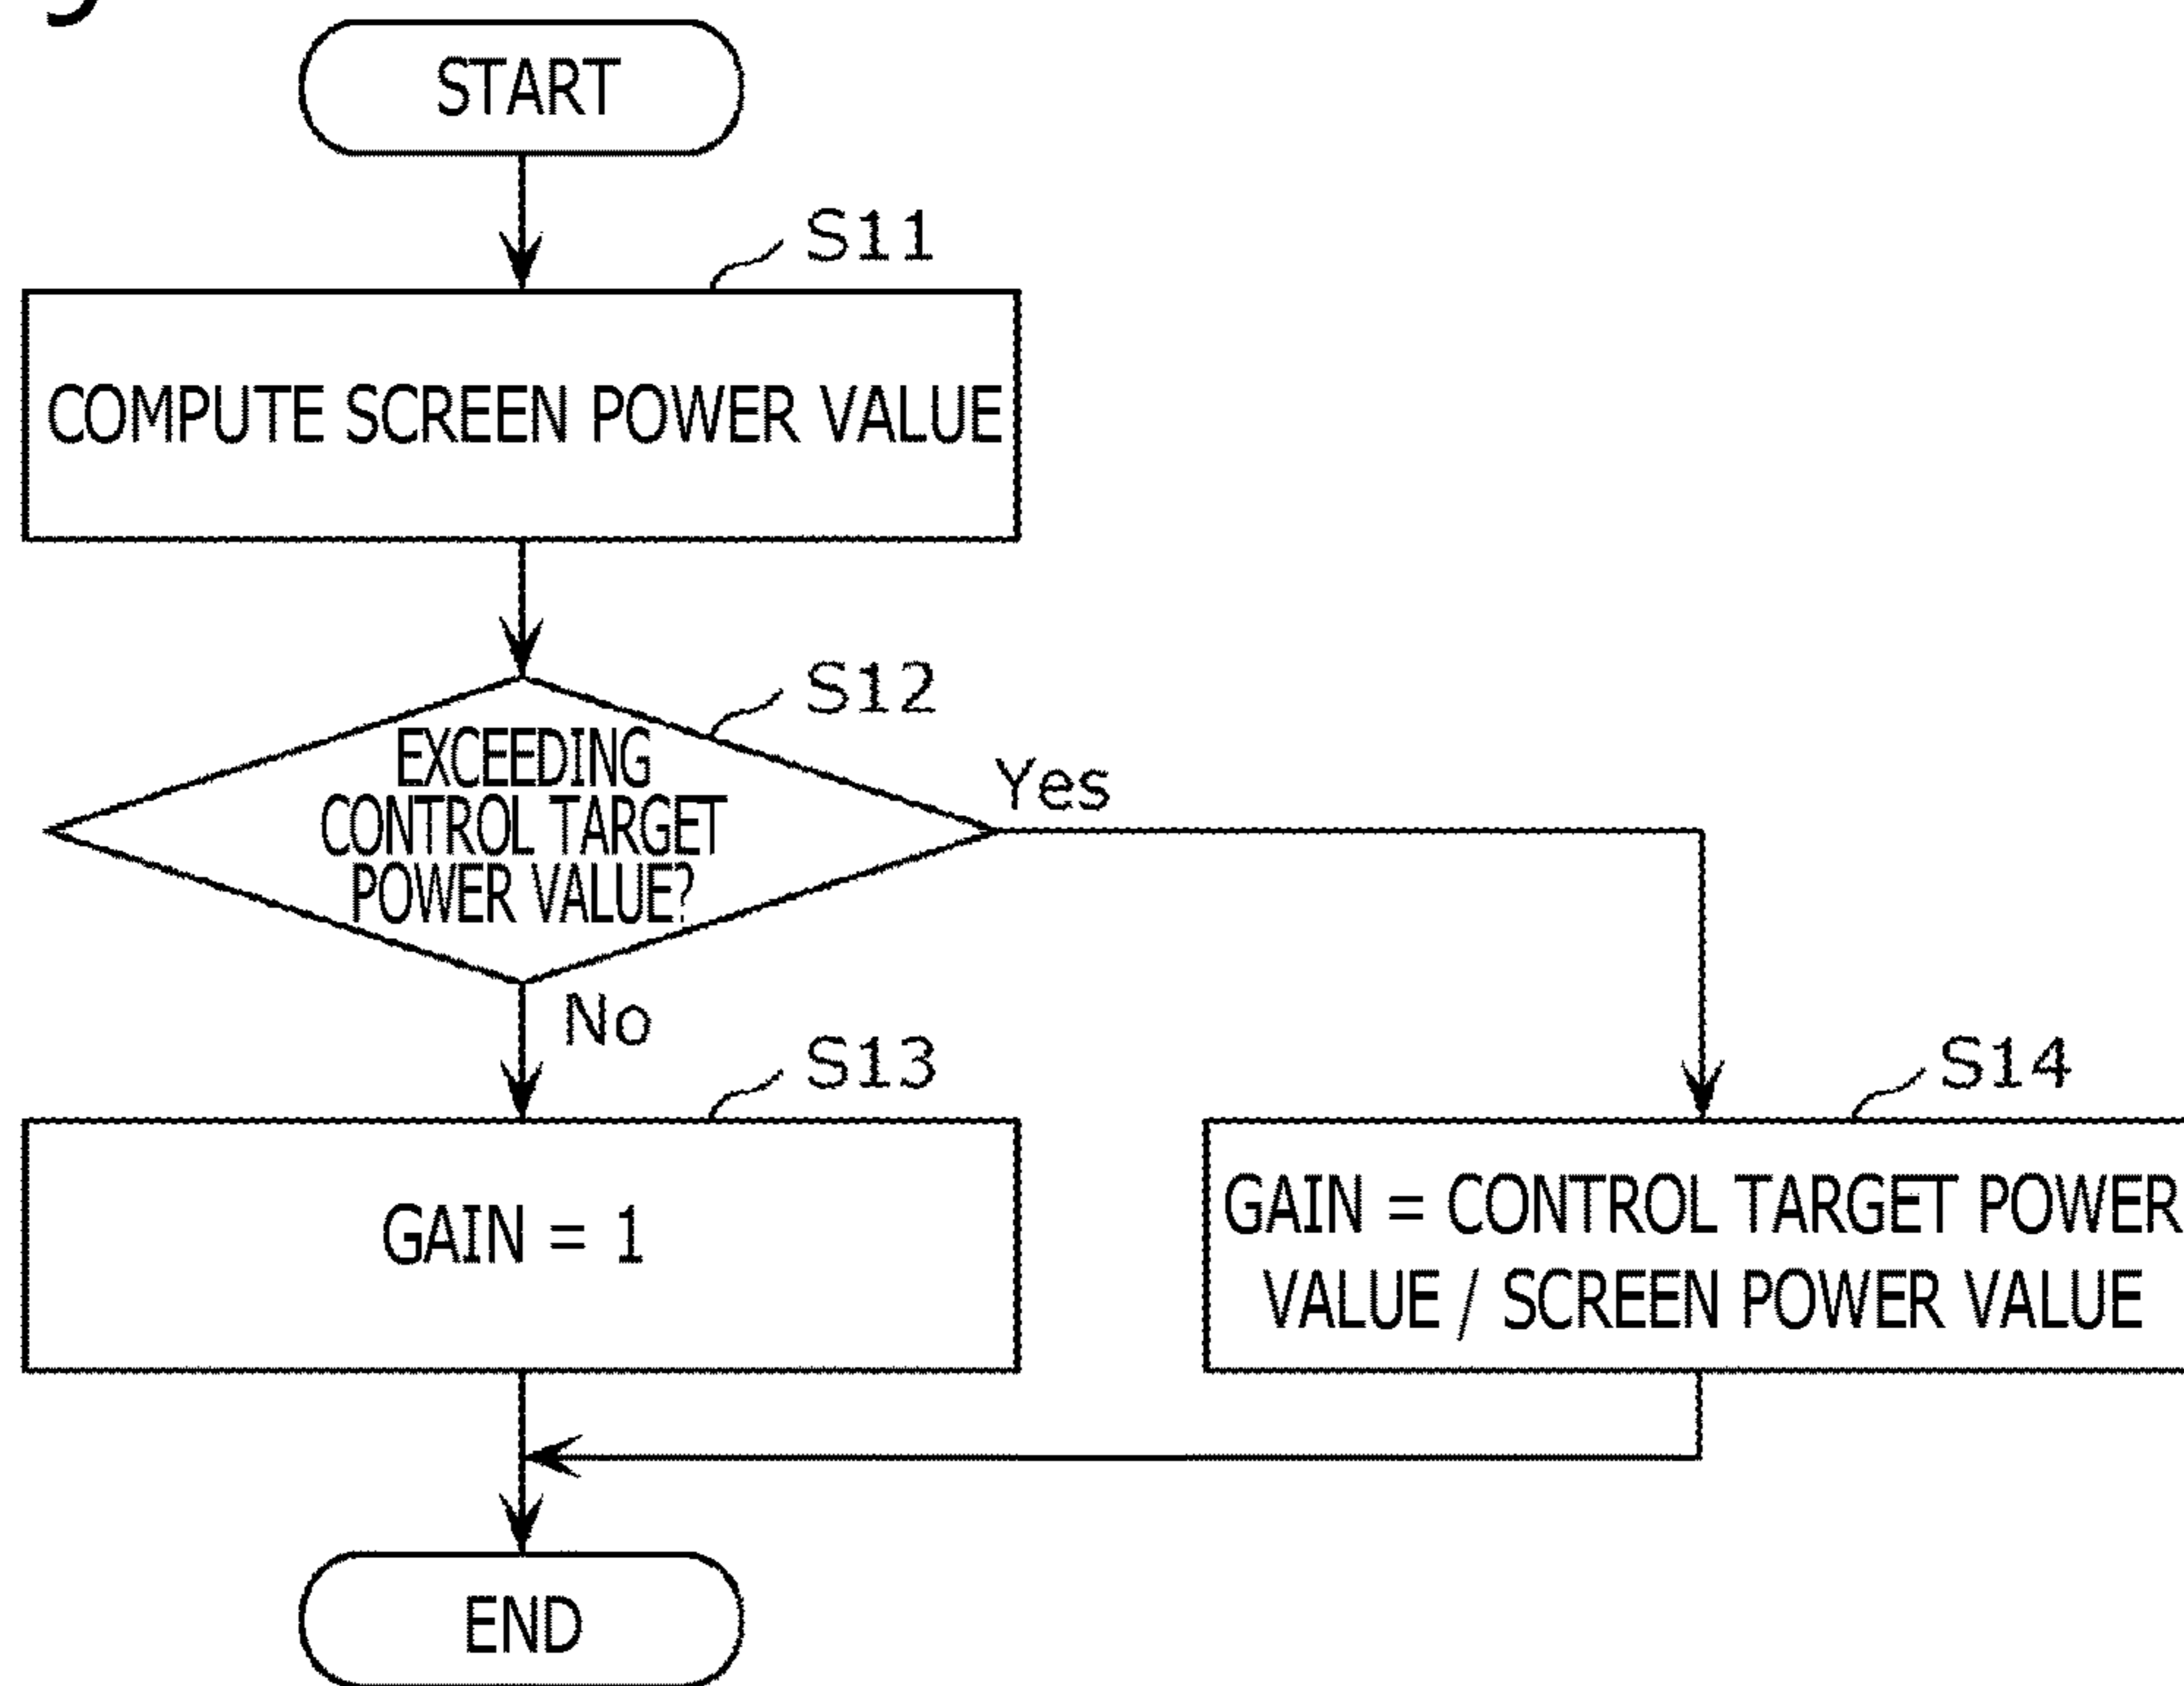 START
S11
COMPUTE SCREEN POWER VALUE
S12
EXCEEDING
CONTROL TARGET
POWER VALUE?
Yes
No
S13
GAIN = 1
S14
GAIN = CONTROL TARGET POWER
VALUE / SCREEN POWER VALUE
END